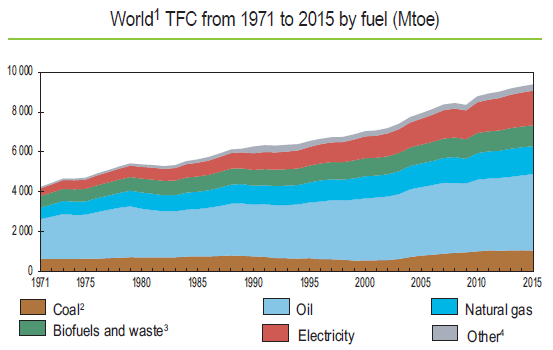 World¹ TFC from 1971 to 2015 by fuel (Mtoe)
10 000
8 000
6 000
4 000
2 000
0
1971 1975 1980 1985 1990 1995 2000 2005 2010 2015
Coal² Oil Natural gas
Biofuels and waste³ Electricity Other⁴